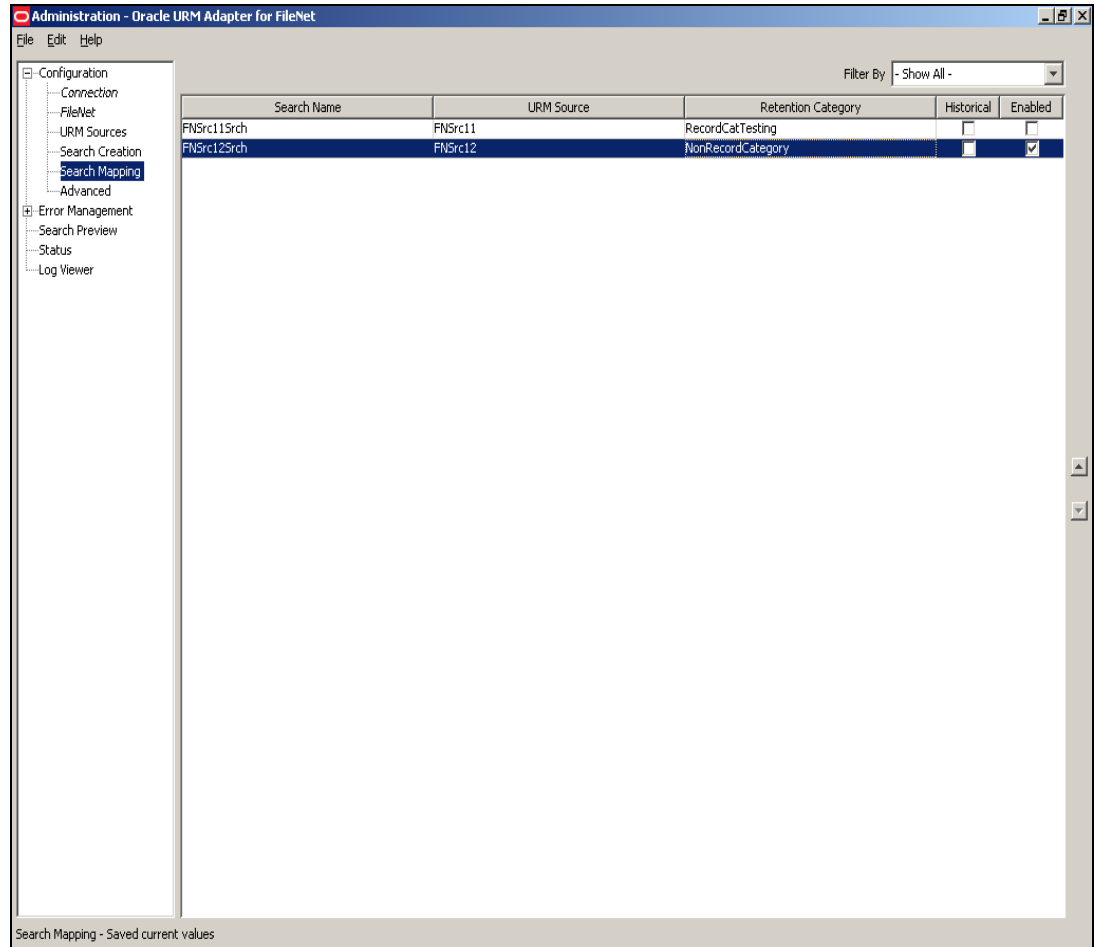 Administration - Oracle URM Adapter for FileNet
File Edit Help
Configuration
Connection
FileNet
URM Sources
Search Creation
Search Mapping
Advanced
Error Management
Search Preview
Status
Log Viewer
Filter By - Show All -
Search Name URM Source Retention Category Historical Enabled
FNSrc11Srch FNSrc11 RecordCatTesting
FNSrc12Srch FNSrc12 NonRecordCategory
Search Mapping - Saved current values